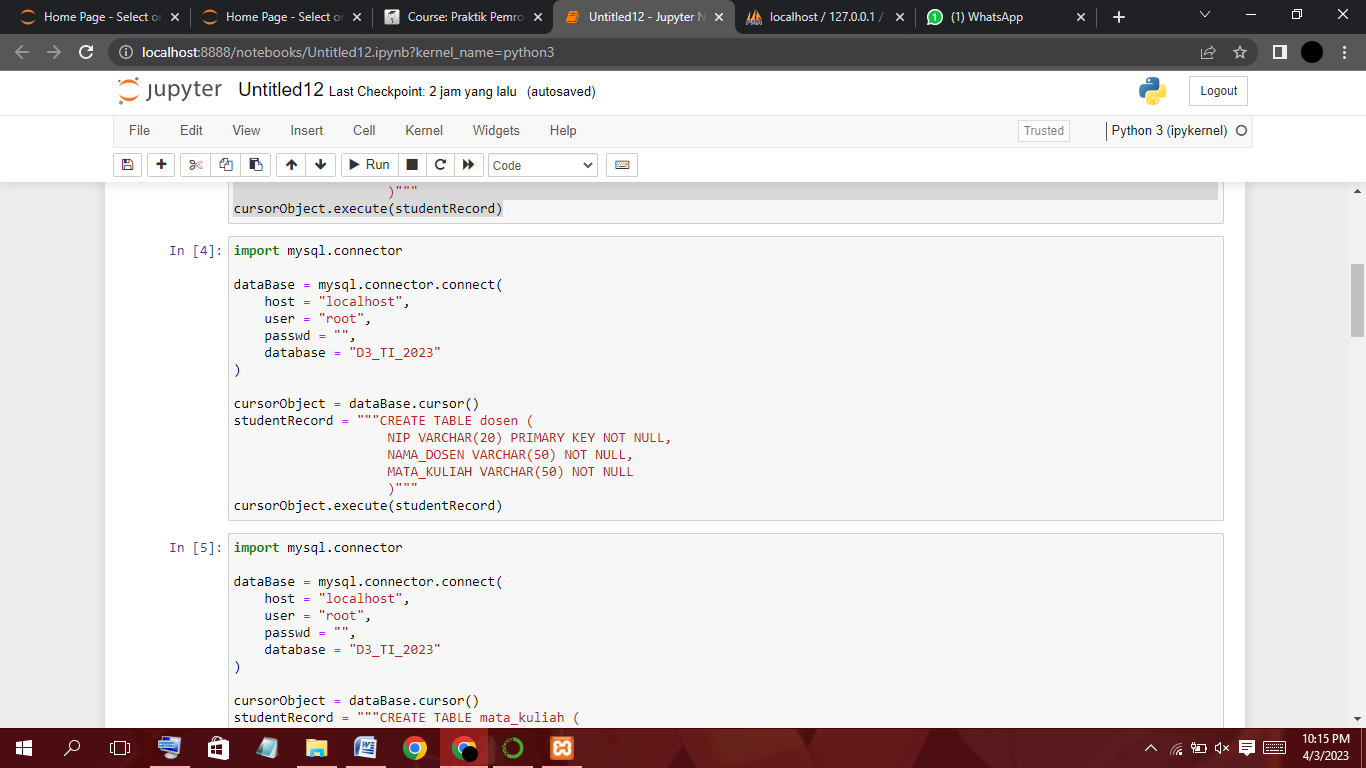 Home Page - Select or
Home Page - Select or
Course: Praktik Pemro
Untitled12 - Jupyter N
localhost / 127.0.0.1 /
(1) WhatsApp
localhost:8888/notebooks/Untitled12.ipynb?kernel_name=python3
jupyter Untitled12 Last Checkpoint: 2 jam yang lalu (autosaved)
Logout
File Edit View Insert Cell Kernel Widgets Help
Trusted
Python 3 (ipykernel)
Run
Code
)"""
cursorObject.execute(studentRecord)
In [4]:
import mysql.connector
dataBase = mysql.connector.connect(
host = "localhost",
user = "root",
passwd = "",
database = "D3_TI_2023"
)
cursorObject = dataBase.cursor()
studentRecord = """CREATE TABLE dosen (
NIP VARCHAR(20) PRIMARY KEY NOT NULL,
NAMA_DOSEN VARCHAR(50) NOT NULL,
MATA_KULIAH VARCHAR(50) NOT NULL
)"""
cursorObject.execute(studentRecord)
In [5]:
import mysql.connector
dataBase = mysql.connector.connect(
host = "localhost",
user = "root",
passwd = "",
database = "D3_TI_2023"
)
cursorObject = dataBase.cursor()
studentRecord = """CREATE TABLE mata_kuliah (
10:15 PM
4/3/2023